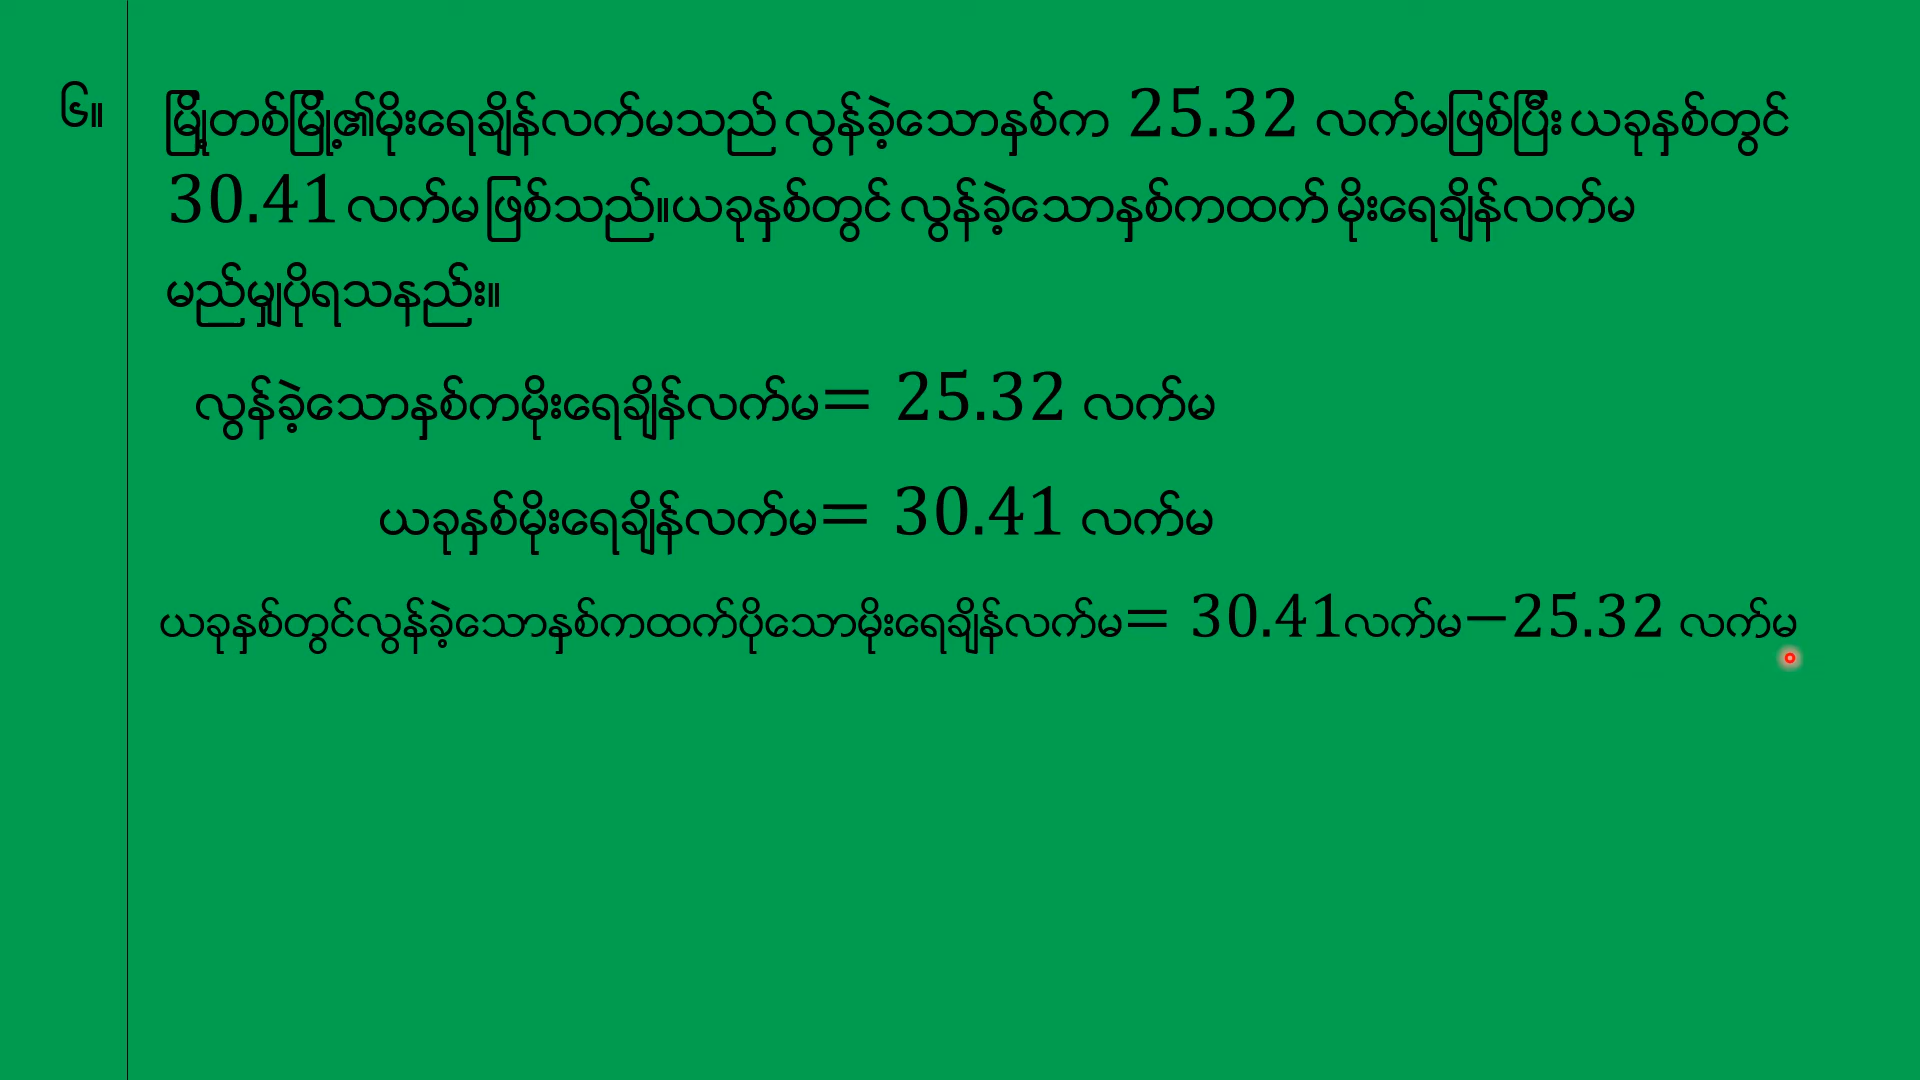 ၆။ မြို့တစ်မြို့၏မိုးရေချိန်လက်မသည် လွန်ခဲ့သောနှစ်က 25.32 လက်မဖြစ်ပြီး ယခုနှစ်တွင်
30.41 လက်မ ဖြစ်သည်။ယခုနှစ်တွင် လွန်ခဲ့သောနှစ်ကထက် မိုးရေချိန်လက်မ
မည်မျှပိုရသနည်း။
လွန်ခဲ့သောနှစ်ကမိုးရေချိန်လက်မ= 25.32 လက်မ
ယခုနှစ်မိုးရေချိန်လက်မ= 30.41 လက်မ
ယခုနှစ်တွင်လွန်ခဲ့သောနှစ်ကထက်ပိုသောမိုးရေချိန်လက်မ= 30.41လက်မ−25.32 လက်မ